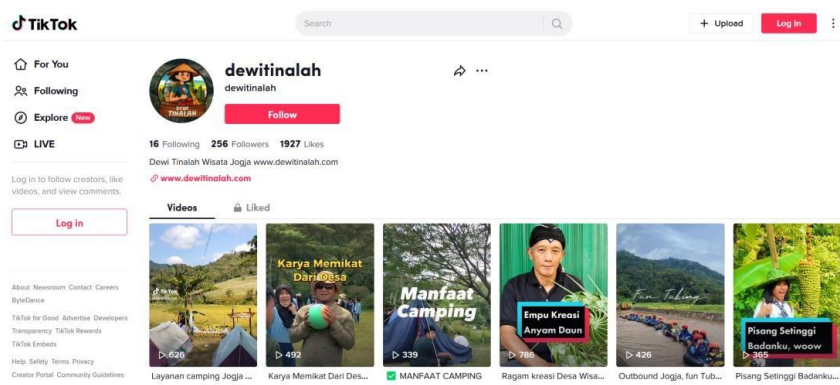 TikTok
Search
+ Upload
Log in
For You
Following
Explore New
LIVE
Log in to follow creators, like
videos, and view comments.
Log in
About Newsroom Contact Careers
ByteDance
TikTok for Good Advertise Developers
Transparency TikTok Rewards
TikTok Embeds
Help Safety Terms Privacy
Creator Portal Community Guidelines
DEWI
TINALAH
dewitinalah
dewitinalah
Follow
16 Following 256 Followers 1927 Likes
Dewi Tinalah Wisata Jogja www.dewitinalah.com
www.dewitinalah.com
Videos
Liked
TikTok
626
Layanan camping Jogja ...
Karya Memikat
Dari Desa
492
Karya Memikat Dari Des...
Manfaat
Camping
339
MANFAAT CAMPING
Empu Kreasi
Anyam Daun
786
Ragam kreasi Desa Wisa...
Fun Tubing
426
Outbound Jogja, fun Tub...
Pisang Setinggi
Badanku, woow
365
Pisang Setinggi Badanku...